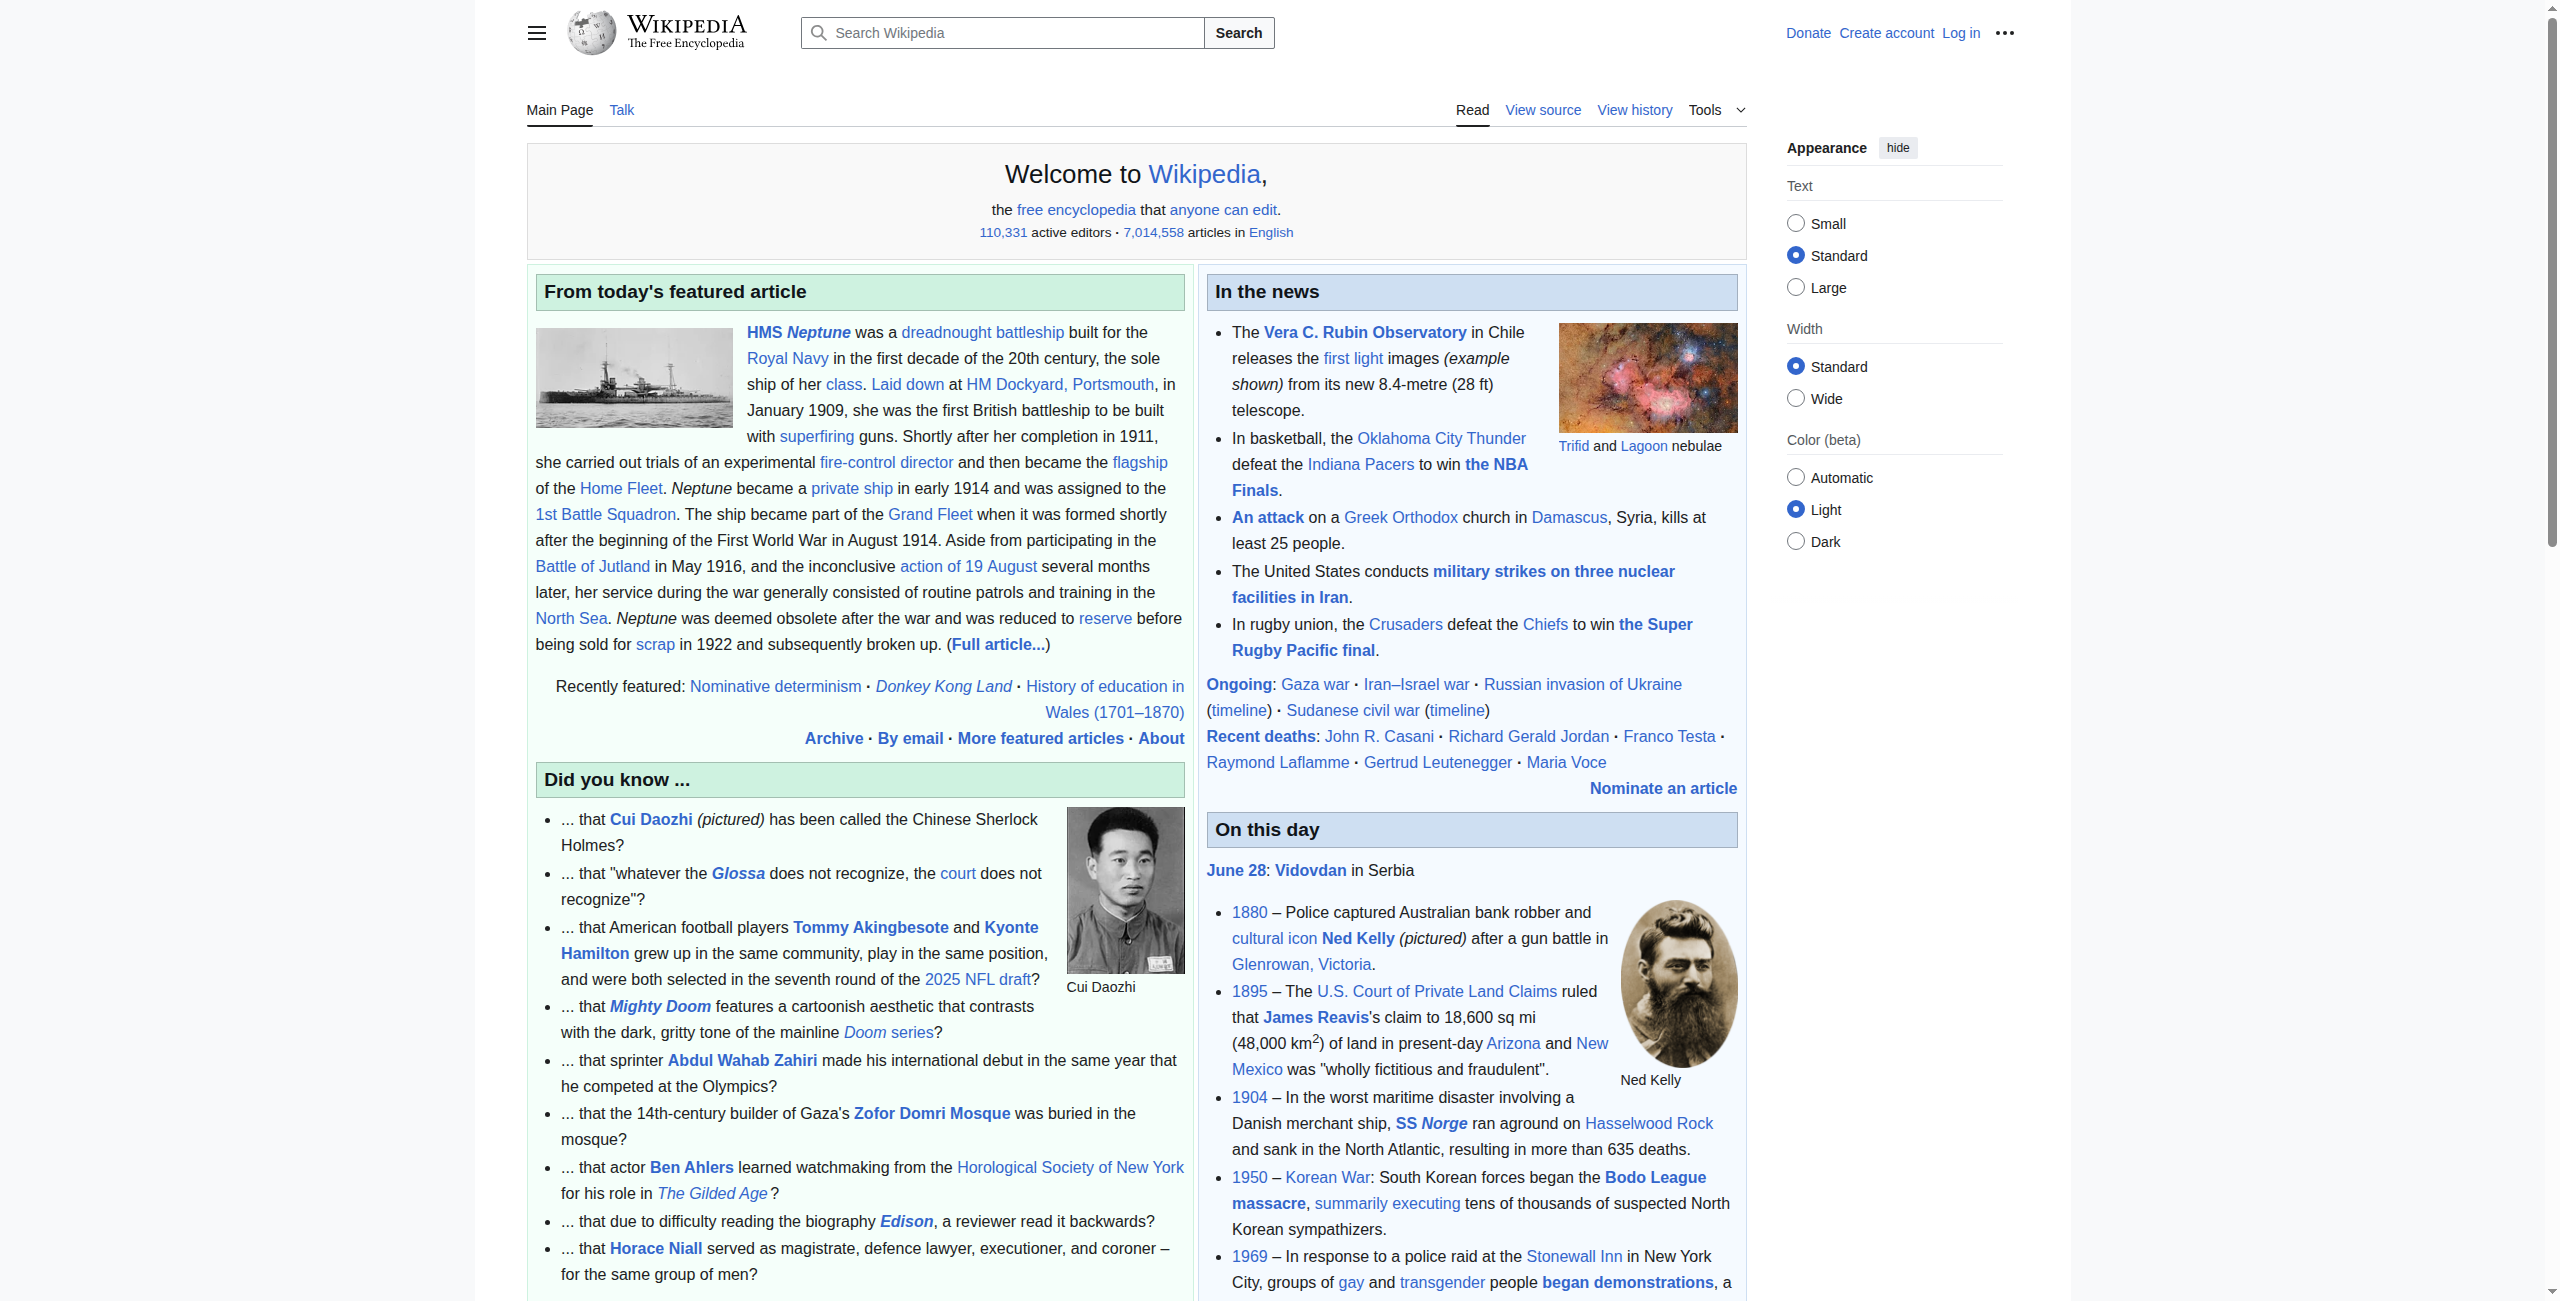 WIKIPEDIA
The Free Encyclopedia
Search Wikipedia
Search
Donate Create account Log in
Main Page Talk
Read View source View history Tools
Welcome to Wikipedia,
the free encyclopedia that anyone can edit.
110,331 active editors · 7,014,558 articles in English
From today's featured article
HMS Neptune was a dreadnought battleship built for the
Royal Navy in the first decade of the 20th century, the sole
ship of her class. Laid down at HM Dockyard, Portsmouth, in
January 1909, she was the first British battleship to be built
with superfiring guns. Shortly after her completion in 1911,
she carried out trials of an experimental fire-control director and then became the flagship
of the Home Fleet. Neptune became a private ship in early 1914 and was assigned to the
1st Battle Squadron. The ship became part of the Grand Fleet when it was formed shortly
after the beginning of the First World War in August 1914. Aside from participating in the
Battle of Jutland in May 1916, and the inconclusive action of 19 August several months
later, her service during the war generally consisted of routine patrols and training in the
North Sea. Neptune was deemed obsolete after the war and was reduced to reserve before
being sold for scrap in 1922 and subsequently broken up. (Full article...)
Recently featured: Nominative determinism · Donkey Kong Land · History of education in
Wales (1701–1870)
Archive · By email · More featured articles · About
Did you know ...
... that Cui Daozhi (pictured) has been called the Chinese Sherlock
Holmes?
... that "whatever the Glossa does not recognize, the court does not
recognize"?
... that American football players Tommy Akingbesote and Kyonte
Hamilton grew up in the same community, play in the same position,
and were both selected in the seventh round of the 2025 NFL draft?
Cui Daozhi
... that Mighty Doom features a cartoonish aesthetic that contrasts
with the dark, gritty tone of the mainline Doom series?
... that sprinter Abdul Wahab Zahiri made his international debut in the same year that
he competed at the Olympics?
... that the 14th-century builder of Gaza's Zofor Domri Mosque was buried in the
mosque?
... that actor Ben Ahlers learned watchmaking from the Horological Society of New York
for his role in The Gilded Age?
... that due to difficulty reading the biography Edison, a reviewer read it backwards?
... that Horace Niall served as magistrate, defence lawyer, executioner, and coroner –
for the same group of men?
In the news
The Vera C. Rubin Observatory in Chile
releases the first light images (example
shown) from its new 8.4-metre (28 ft)
telescope.
Trifid and Lagoon nebulae
In basketball, the Oklahoma City Thunder
defeat the Indiana Pacers to win the NBA
Finals.
An attack on a Greek Orthodox church in Damascus, Syria, kills at
least 25 people.
The United States conducts military strikes on three nuclear
facilities in Iran.
In rugby union, the Crusaders defeat the Chiefs to win the Super
Rugby Pacific final.
Ongoing: Gaza war · Iran–Israel war · Russian invasion of Ukraine
(timeline) · Sudanese civil war (timeline)
Recent deaths: John R. Casani · Richard Gerald Jordan · Franco Testa ·
Raymond Laflamme · Gertrud Leutenegger · Maria Voce
Nominate an article
On this day
June 28: Vidovdan in Serbia
1880 – Police captured Australian bank robber and
cultural icon Ned Kelly (pictured) after a gun battle in
Glenrowan, Victoria.
1895 – The U.S. Court of Private Land Claims ruled
that James Reavis's claim to 18,600 sq mi
(48,000 km²) of land in present-day Arizona and New
Mexico was "wholly fictitious and fraudulent".
Ned Kelly
1904 – In the worst maritime disaster involving a
Danish merchant ship, SS Norge ran aground on Hasselwood Rock
and sank in the North Atlantic, resulting in more than 635 deaths.
1950 – Korean War: South Korean forces began the Bodo League
massacre, summarily executing tens of thousands of suspected North
Korean sympathizers.
1969 – In response to a police raid at the Stonewall Inn in New York
City, groups of gay and transgender people began demonstrations, a
Appearance hide
Text
Small
Standard
Large
Width
Standard
Wide
Color (beta)
Automatic
Light
Dark